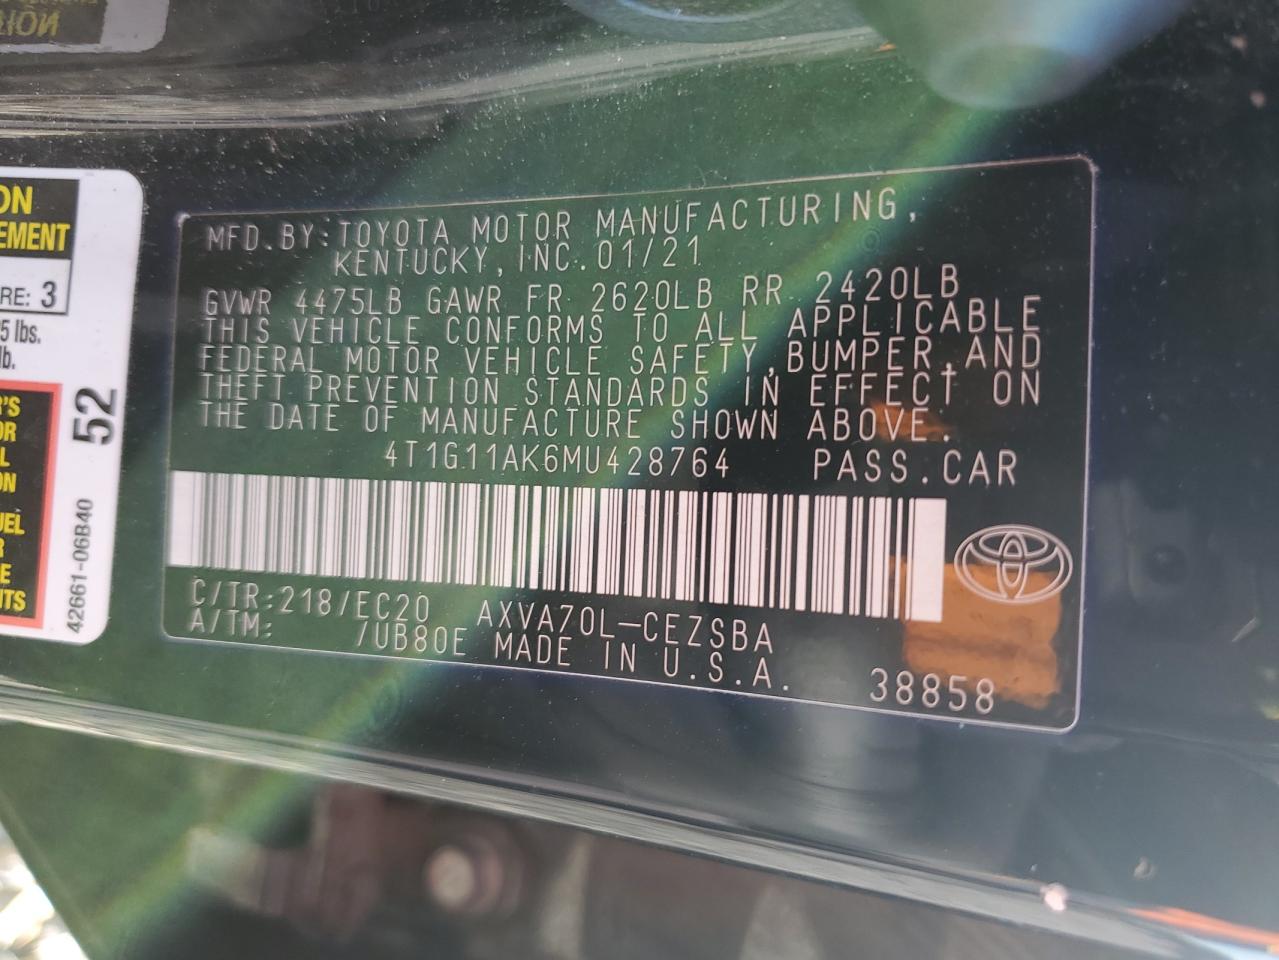 ON
EMENT
RE: 3
5 lbs.
lb.
52
42661-06B40
MFD.BY:TOYOTA MOTOR MANUFACTURING,
KENTUCKY,INC.01/21
GVWR 4475LB GAWR FR 2620LB RR 2420LB
THIS VEHICLE CONFORMS TO ALL APPLICABLE
FEDERAL MOTOR VEHICLE SAFETY,BUMPER,AND
THEFT PREVENTION STANDARDS IN EFFECT ON
THE DATE OF MANUFACTURE SHOWN ABOVE.
4T1G11AK6MU428764 PASS.CAR
C/TR:218/EC20 AXVA70L-CEZSBA
A/TM: /UB80E MADE IN U.S.A.
38858